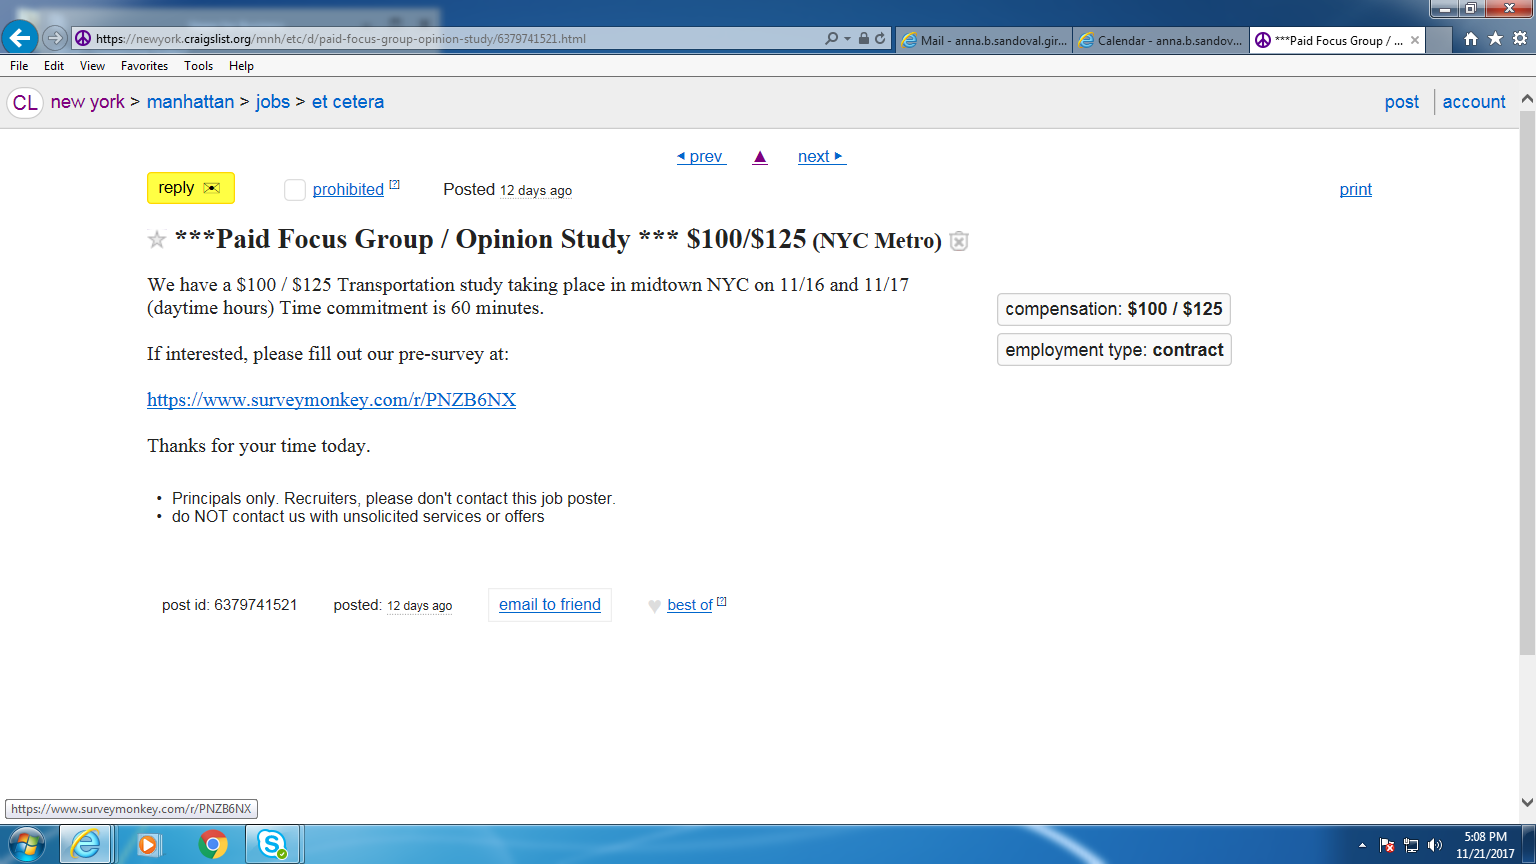 https://newyork.craigslist.org/mnh/etc/d/paid-focus-group-opinion-study/6379741521.html
Mail - anna.b.sandoval.gir...
Calendar - anna.b.sandov...
***Paid Focus Group / ...
File Edit View Favorites Tools Help
CL new york > manhattan > jobs > et cetera
post account
prev next
reply prohibited [?] Posted 12 days ago print
***Paid Focus Group / Opinion Study *** $100/$125 (NYC Metro)
We have a $100 / $125 Transportation study taking place in midtown NYC on 11/16 and 11/17
(daytime hours) Time commitment is 60 minutes.
compensation: $100 / $125
employment type: contract
If interested, please fill out our pre-survey at:
https://www.surveymonkey.com/r/PNZB6NX
Thanks for your time today.
• Principals only. Recruiters, please don't contact this job poster.
• do NOT contact us with unsolicited services or offers
post id: 6379741521 posted: 12 days ago email to friend best of [?]
https://www.surveymonkey.com/r/PNZB6NX
5:08 PM
11/21/2017